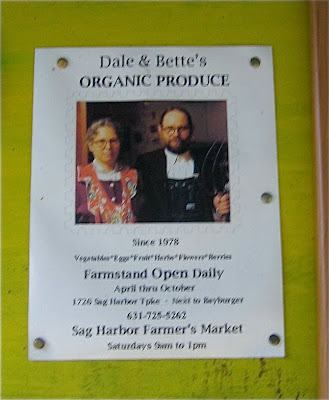 Dale & Bette's
ORGANIC PRODUCE
Since 1978
Vegetables*Eggs*Fruit*Herbs*Flowers*Berries
Farmstand Open Daily
April thru October
1726 Sag Harbor Tpke - Next to Reyburger
631-725-5262
Sag Harbor Farmer's Market
Saturdays 9am to 1pm